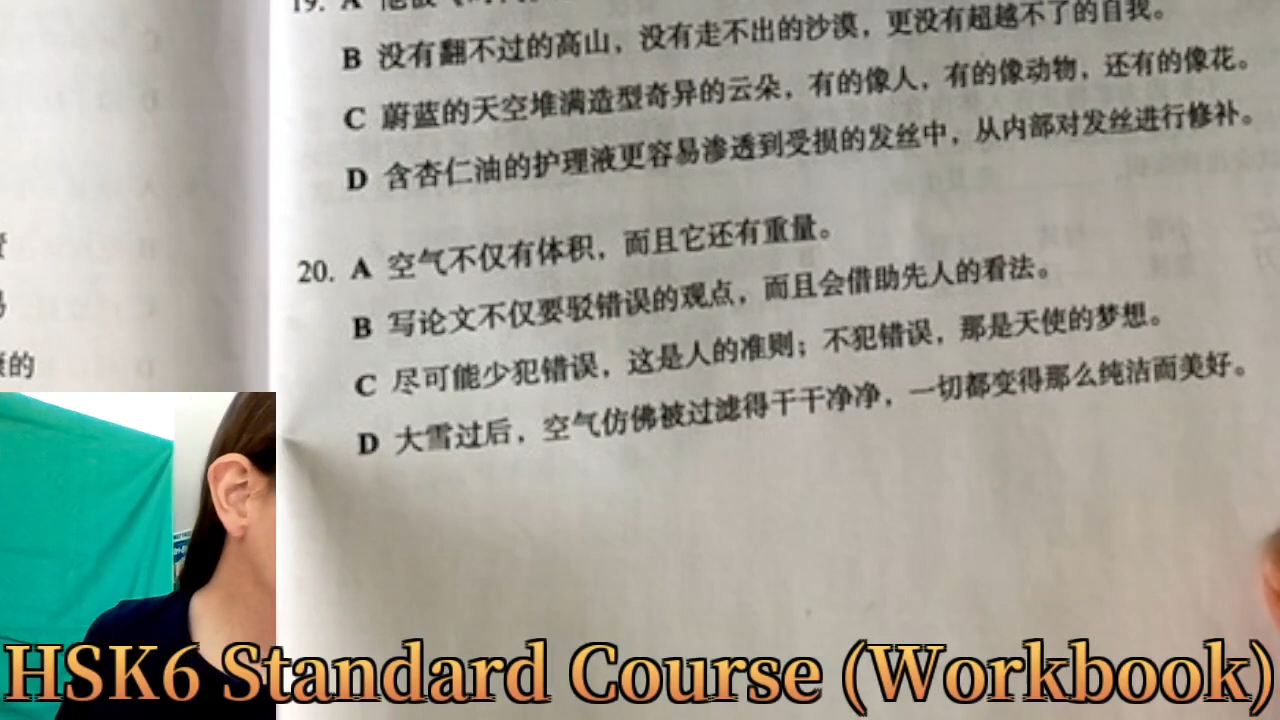 19. A
B 没有翻不过的高山，没有走不出的沙漠，更没有超越不了的自我。
C 蔚蓝的天空堆满造型奇异的云朵，有的像人，有的像动物，还有的像花。
D 含杏仁油的护理液更容易渗透到受损的发丝中，从内部对发丝进行修补。
20. A 空气不仅有体积，而且它还有重量。
B 写论文不仅要驳错误的观点，而且会借助先人的看法。
C 尽可能少犯错误，这是人的准则；不犯错误，那是天使的梦想。
D 大雪过后，空气仿佛被过滤得干干净净，一切都变得那么纯洁而美好。
的
HSK6 Standard Course (Workbook)